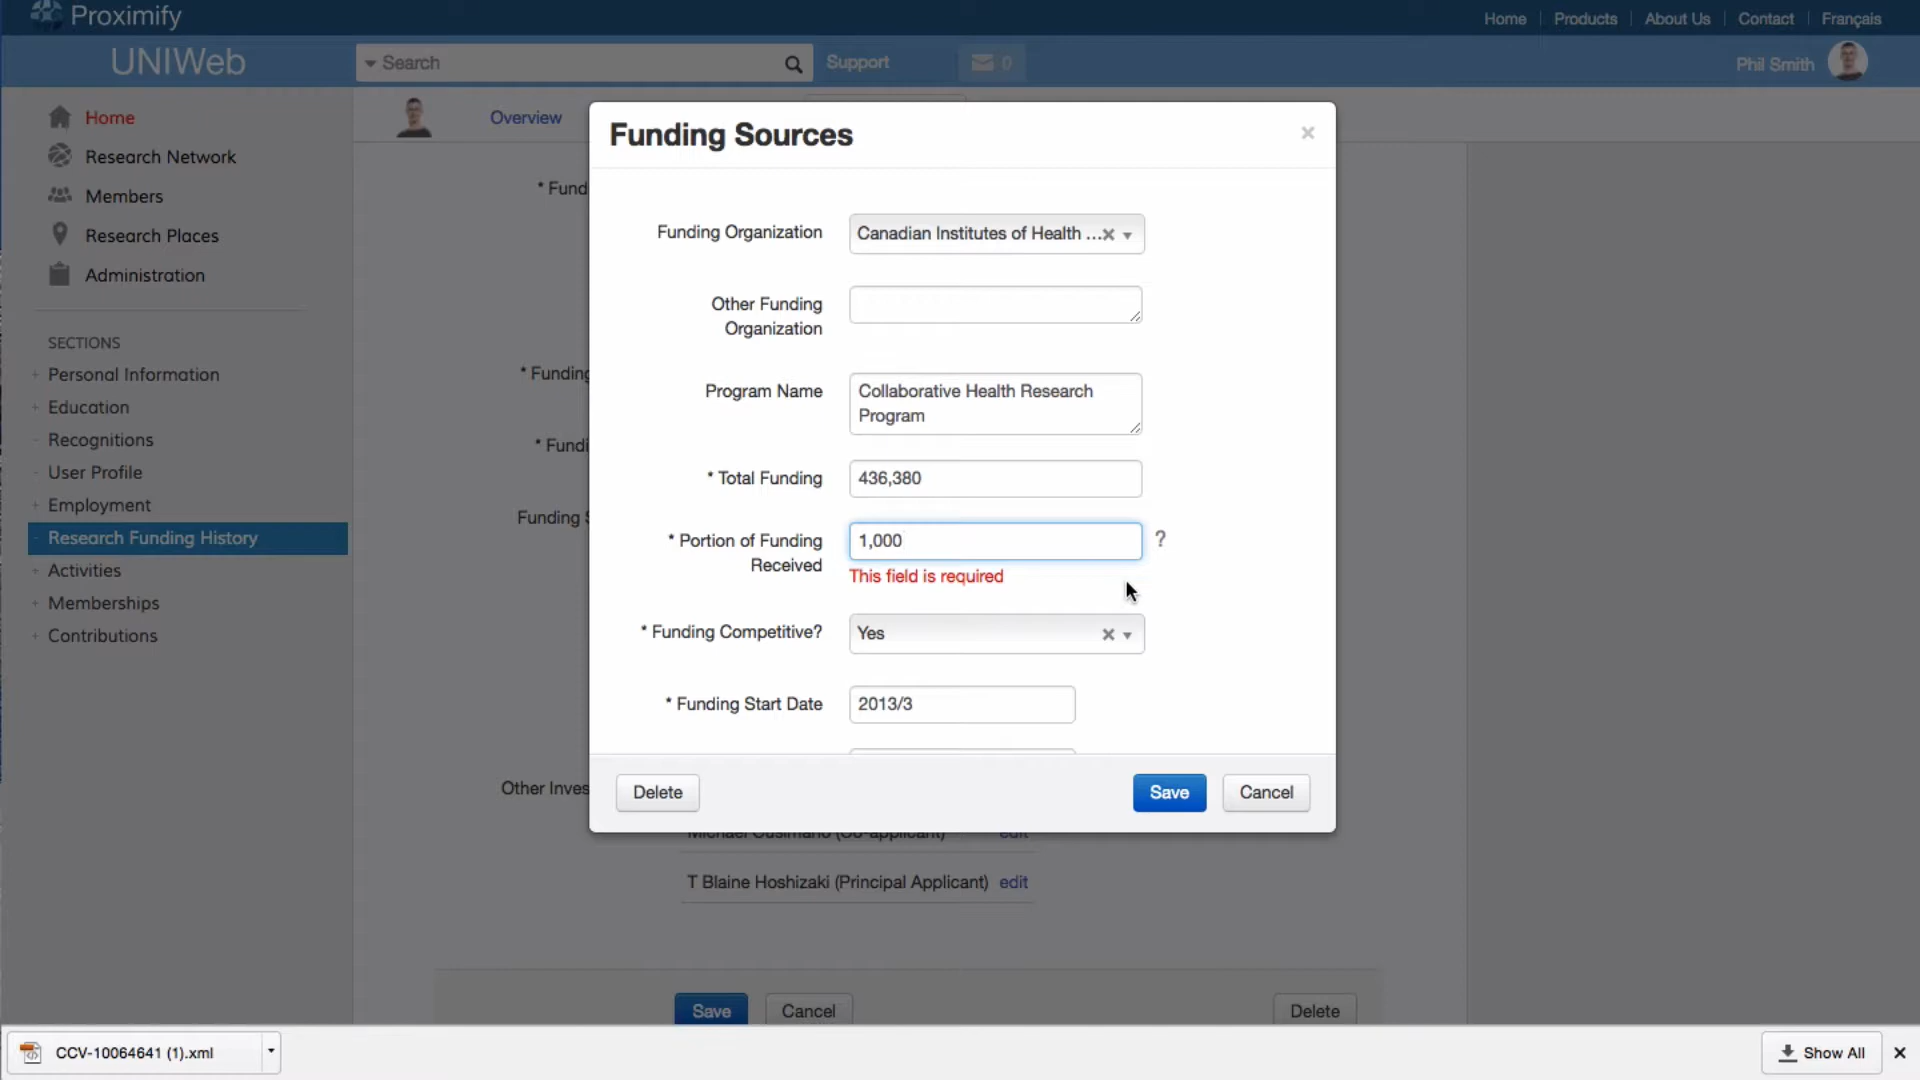 Proximify
Home
Products
About Us
Contact
Français
UNIWeb
Search
Support
0
Phil Smith
Home
Research Network
Members
Research Places
Administration
SECTIONS
Personal Information
Education
Recognitions
User Profile
Employment
Research Funding History
Activities
Memberships
Contributions
Overview
* Fund
* Funding
* Fundi
Funding S
Other Inves
Funding Sources
×
Funding Organization
Canadian Institutes of Health ...
Other Funding
Organization
Program Name
Collaborative Health Research
Program
* Total Funding
436,380
* Portion of Funding
Received
1,000
?
This field is required
* Funding Competitive?
Yes
* Funding Start Date
2013/3
Delete
Save
Cancel
Michael Cusimano (Co-applicant)
edit
T Blaine Hoshizaki (Principal Applicant)
edit
Save
Cancel
Delete
CCV-10064641 (1).xml
Show All